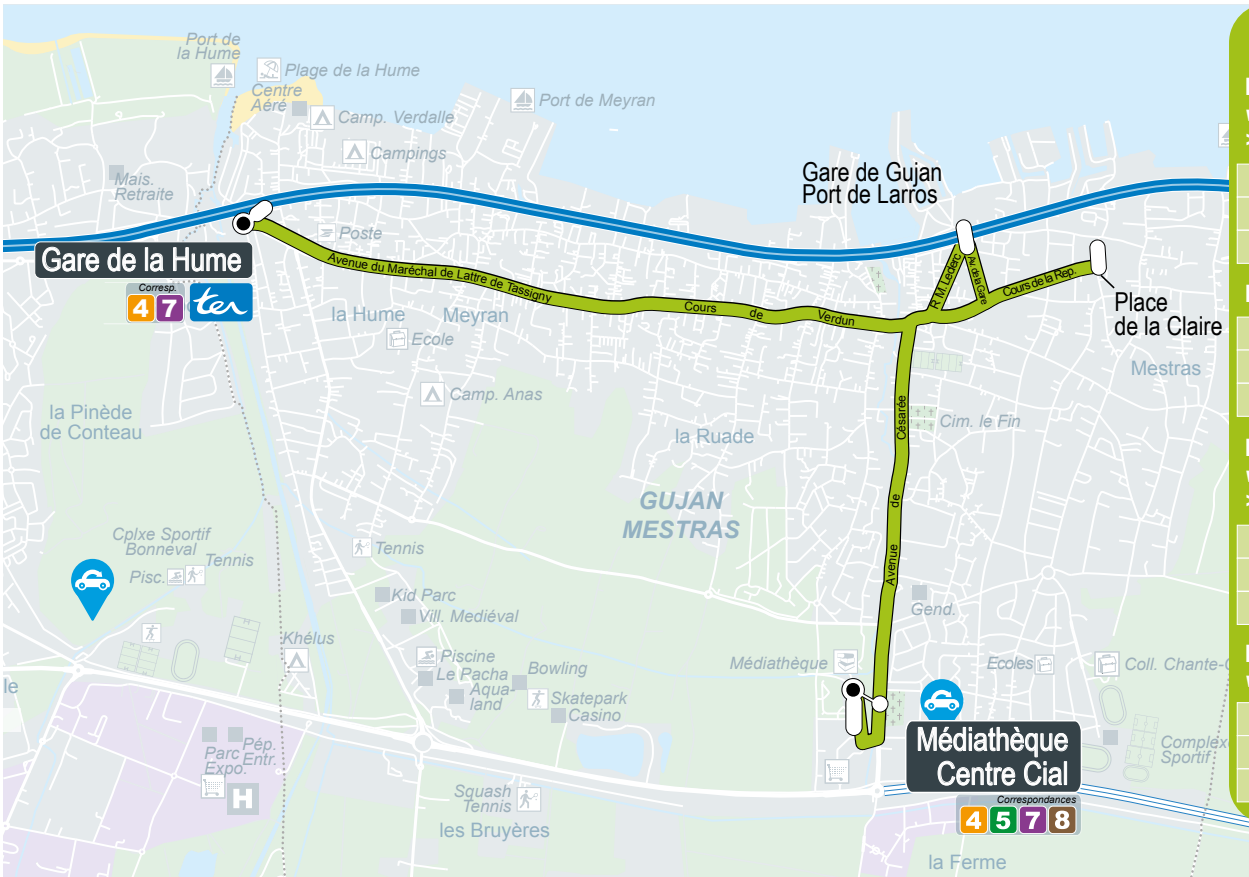 Port de
la Hume
Plage de la Hume
Centre
Aéré
Camp. Verdalle
Port de Meyran
Campings
Mais.
Retraite
Gare de Gujan
Port de Larros
Poste
Gare de la Hume
Corresp.
4 7 ter
Avenue du Maréchal de Lattre de Tassigny
Cours de Verdun
R. M. Leclerc
Av. de la Gare
Cours de la Rep.
Place
de la Claire
la Hume
Meyran
Ecole
Mestras
Camp. Anas
la Pinède
de Conteau
la Ruade
Cim. le Fin
Avenue de Césarée
GUJAN
MESTRAS
Cplxe Sportif
Bonneval
Tennis
Pisc.
Tennis
Kid Parc
Vill. Mediéval
Gend.
Khélus
Piscine
Le Pacha
Aqua-
land
Bowling
Skatepark
Casino
Médiathèque
Ecoles
Coll. Chante-
le
Parc
Expo.
Pép.
Entr.
H
Médiathèque
Centre Cial
Correspondances
4 5 7 8
Complexe
Sportif
Squash
Tennis
les Bruyères
la Ferme